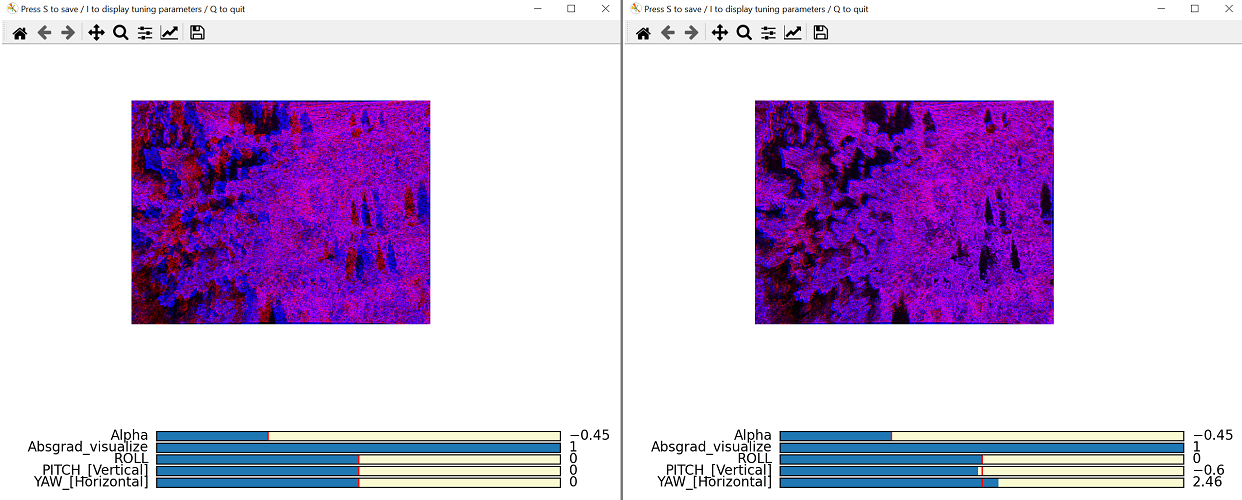 Press S to save / I to display tuning parameters / Q to quit
Alpha −0.45
Absgrad_visualize 1
ROLL 0
PITCH_[Vertical] 0
YAW_[Horizontal] 0
Press S to save / I to display tuning parameters / Q to quit
Alpha −0.45
Absgrad_visualize 1
ROLL 0
PITCH_[Vertical] −0.6
YAW_[Horizontal] 2.46